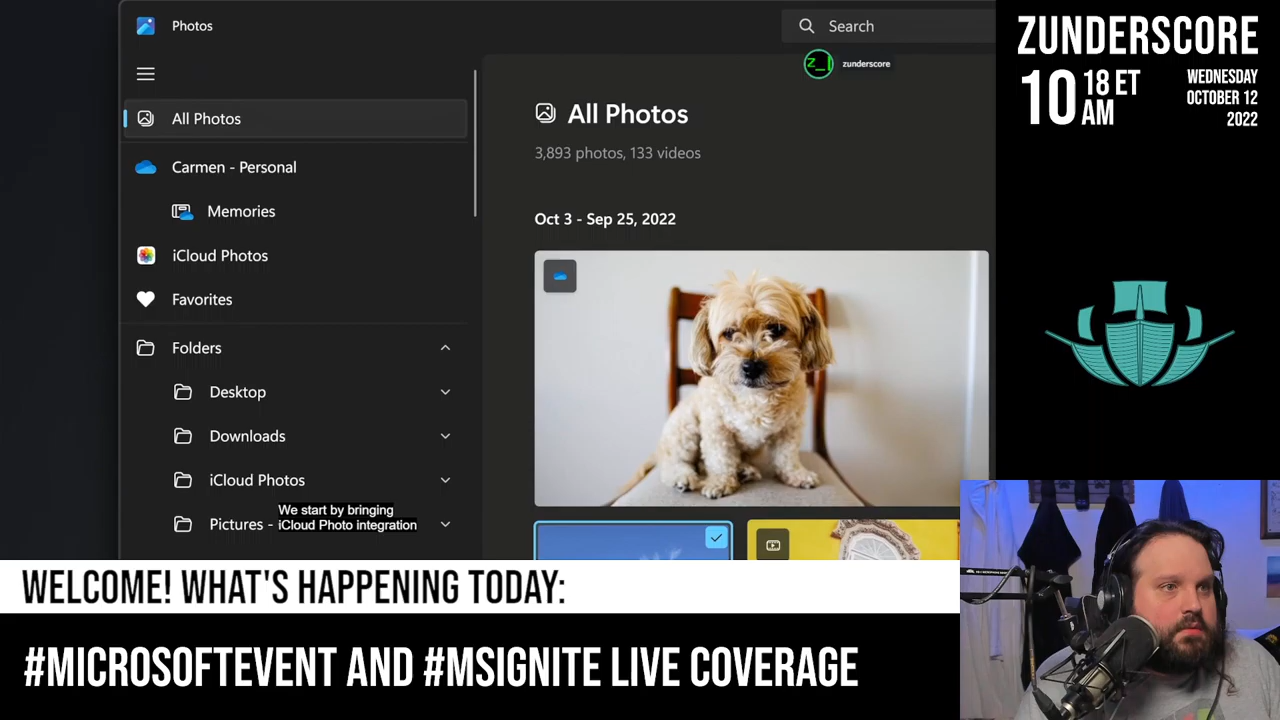 Photos
Search
zunderscore
All Photos
Carmen - Personal
Memories
iCloud Photos
Favorites
Folders
Desktop
Downloads
iCloud Photos
Pictures -
We start by bringing
iCloud Photo integration
All Photos
3,893 photos, 133 videos
Oct 3 - Sep 25, 2022
ZUNDERSCORE
10 18 ET
AM
WEDNESDAY
OCTOBER 12
2022
WELCOME! WHAT'S HAPPENING TODAY:
#MICROSOFTEVENT AND #MSIGNITE LIVE COVERAGE